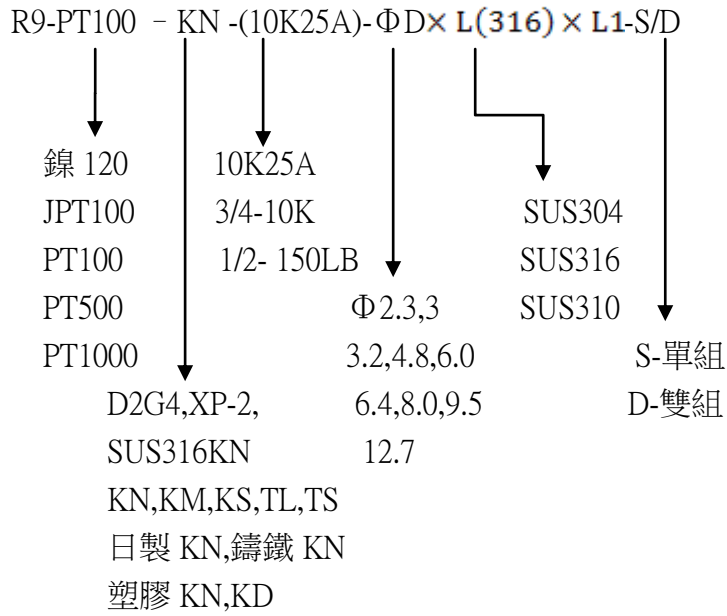 R9-PT100 - KN -(10K25A)-ΦD× L(316) × L1-S/D
鎳 120 10K25A
JPT100 3/4-10K SUS304
PT100 1/2- 150LB SUS316
PT500 Φ2.3,3 SUS310
PT1000 3.2,4.8,6.0 S-單組
D2G4,XP-2, 6.4,8.0,9.5 D-雙組
SUS316KN 12.7
KN,KM,KS,TL,TS
日製 KN,鑄鐵 KN
塑膠 KN,KD